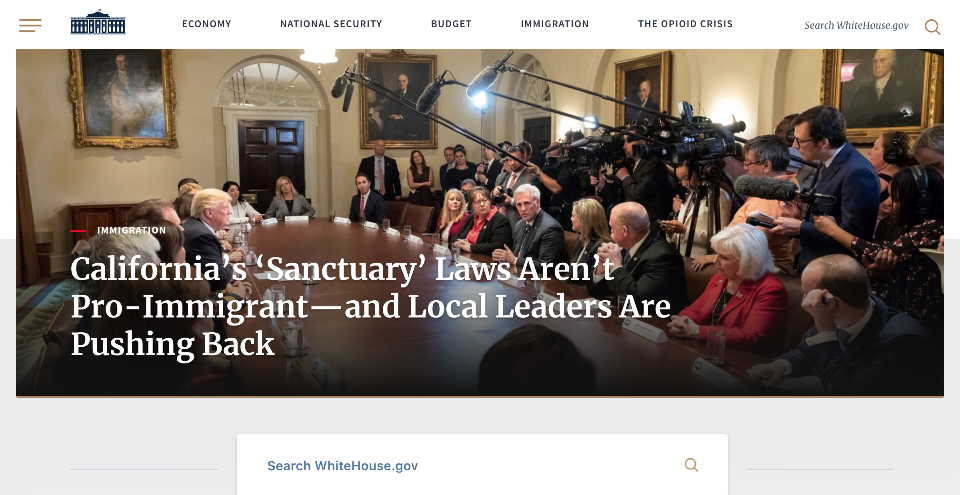 ECONOMY
NATIONAL SECURITY
BUDGET
IMMIGRATION
THE OPIOID CRISIS
Search WhiteHouse.gov
IMMIGRATION
California’s ‘Sanctuary’ Laws Aren’t
Pro-Immigrant—and Local Leaders Are
Pushing Back
Search WhiteHouse.gov